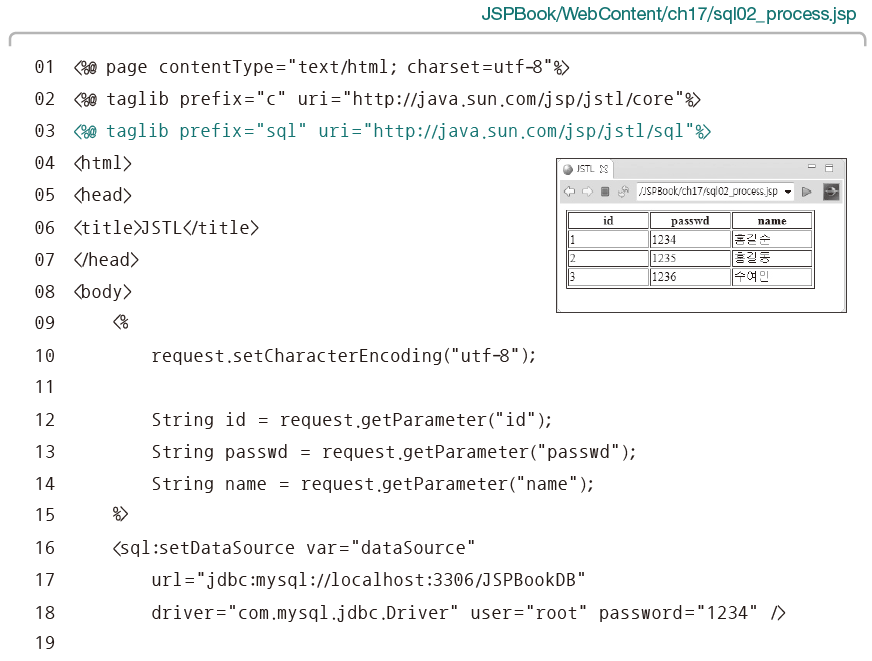 JSPBook/WebContent/ch17/sql02_process.jsp
01 <%@ page contentType="text/html; charset=utf-8"%>
02 <%@ taglib prefix="c" uri="http://java.sun.com/jsp/jstl/core"%>
03 <%@ taglib prefix="sql" uri="http://java.sun.com/jsp/jstl/sql"%>
04 <html>
05 <head>
06 <title>JSTL</title>
07 </head>
08 <body>
09 <%
10 request.setCharacterEncoding("utf-8");
11
12 String id = request.getParameter("id");
13 String passwd = request.getParameter("passwd");
14 String name = request.getParameter("name");
15 %>
16 <sql:setDataSource var="dataSource"
17 url="jdbc:mysql://localhost:3306/JSPBookDB"
18 driver="com.mysql.jdbc.Driver" user="root" password="1234" />
19
JSTL
/JSPBook/ch17/sql02_process.jsp
id passwd name
1 1234 홍길순
2 1235 홍길동
3 1236 수여인